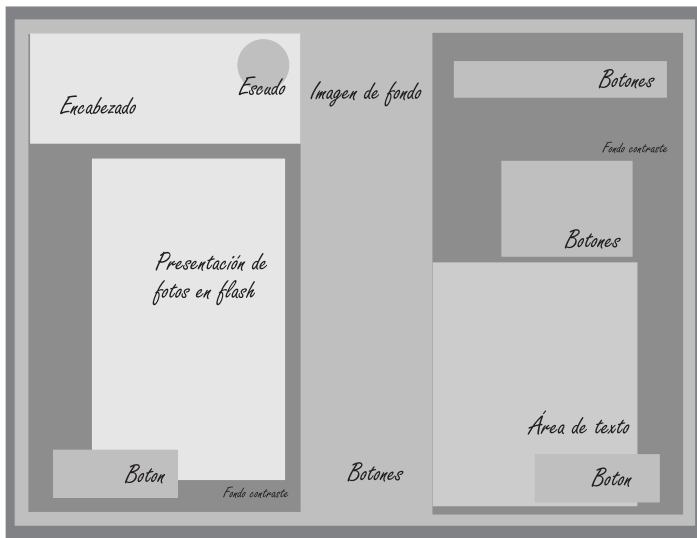 Escudo
Encabezado
Imagen de fondo
Botones
Fondo contraste
Botones
Presentación de
fotos en flash
Área de texto
Boton
Fondo contraste
Botones
Boton